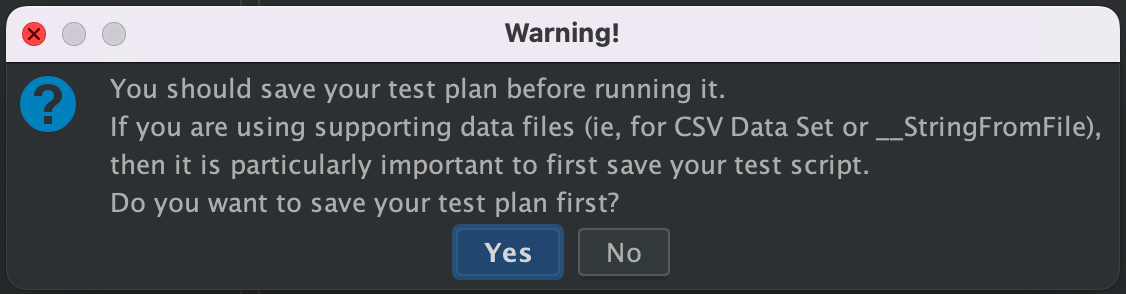 Warning!
You should save your test plan before running it.
If you are using supporting data files (ie, for CSV Data Set or __StringFromFile),
then it is particularly important to first save your test script.
Do you want to save your test plan first?
Yes No